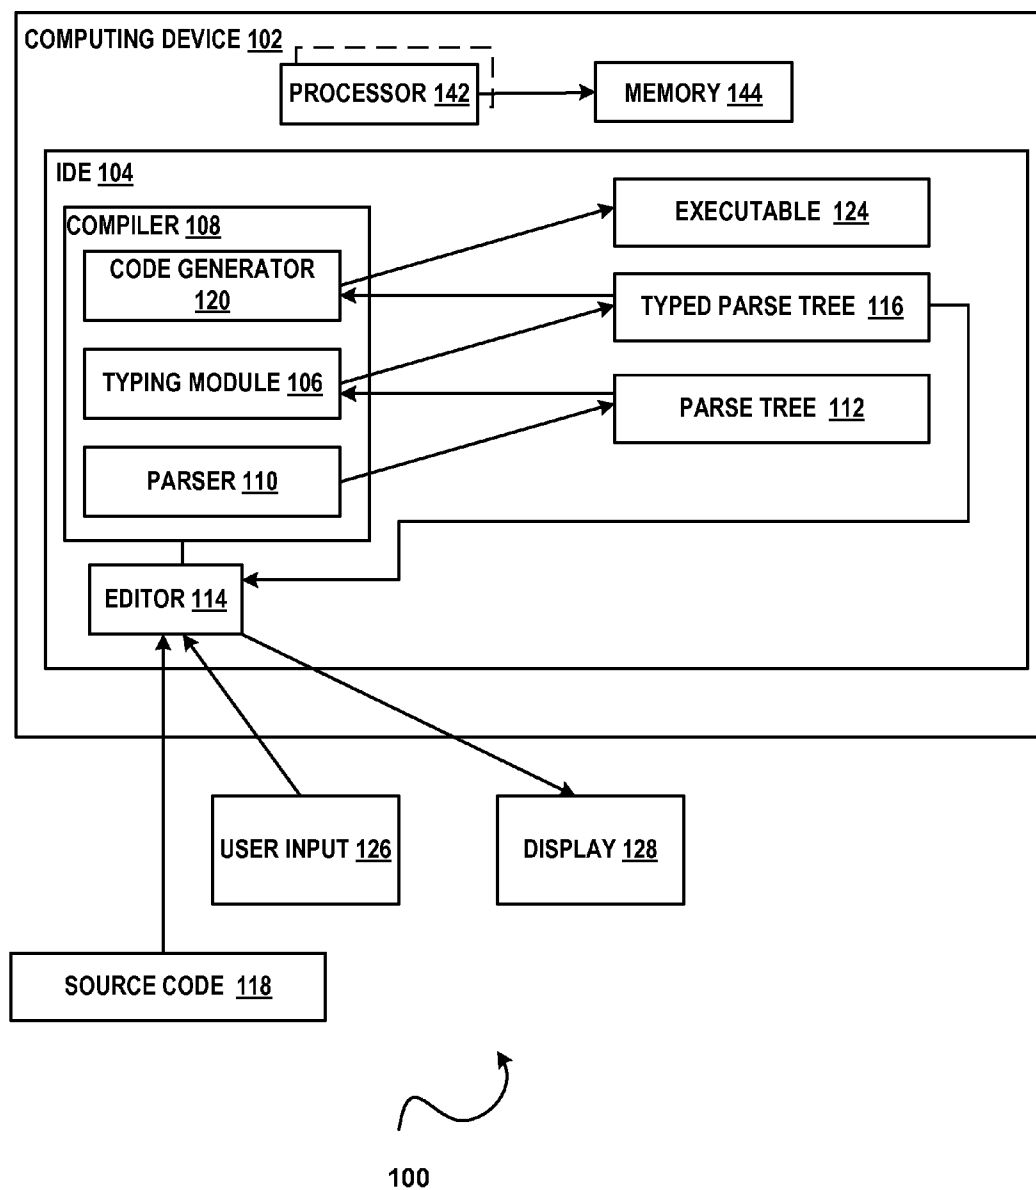 COMPUTING DEVICE 102
PROCESSOR 142
MEMORY 144
IDE 104
COMPILER 108
EXECUTABLE 124
CODE GENERATOR
120
TYPED PARSE TREE 116
TYPING MODULE 106
PARSE TREE 112
PARSER 110
EDITOR 114
USER INPUT 126
DISPLAY 128
SOURCE CODE 118
100